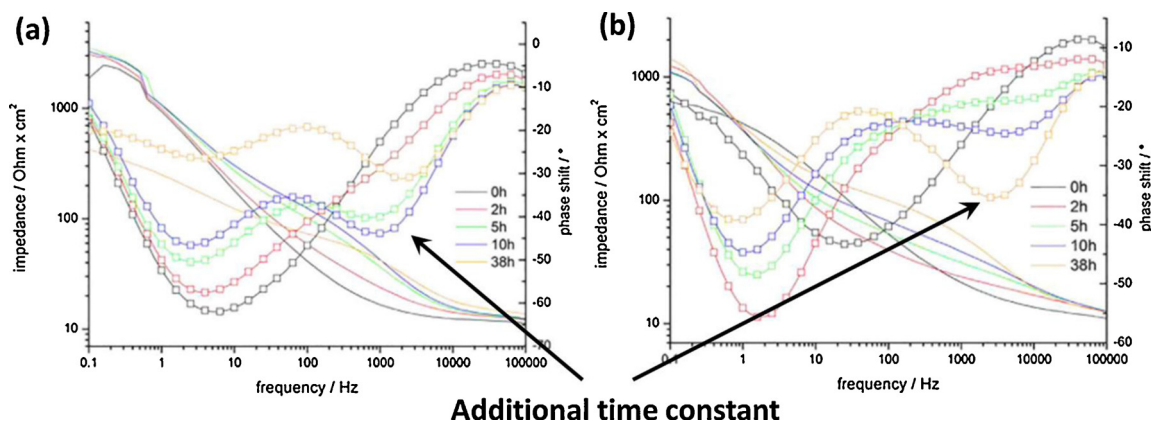 (a)
impedance / Ohm x cm²
1000
100
10
0.1
1
10
100
1000
10000
100000
frequency / Hz
0
-10
-20
-30
-40
-50
-60
-70
phase shift / °
0h
2h
5h
10h
38h
(b)
impedance / Ohm x cm²
1000
100
10
1
10
100
1000
10000
100000
frequency / Hz
-10
-20
-30
-40
-50
-60
phase shift / °
0h
2h
5h
10h
38h
Additional time constant